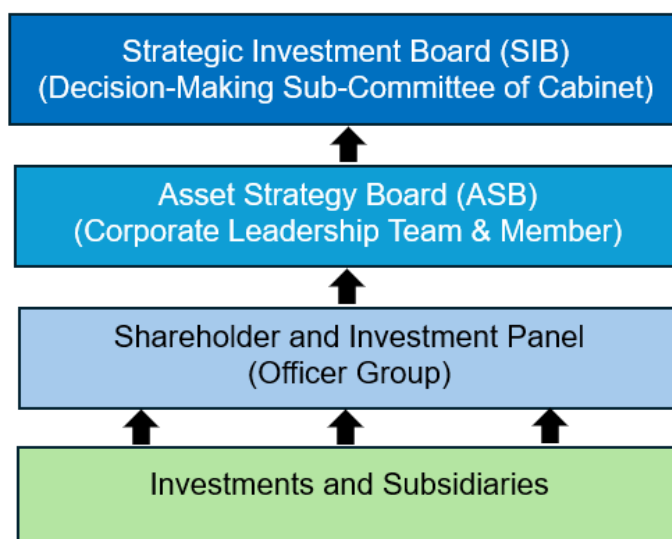 Strategic Investment Board (SIB)
(Decision-Making Sub-Committee of Cabinet)
Asset Strategy Board (ASB)
(Corporate Leadership Team & Member)
Shareholder and Investment Panel
(Officer Group)
Investments and Subsidiaries